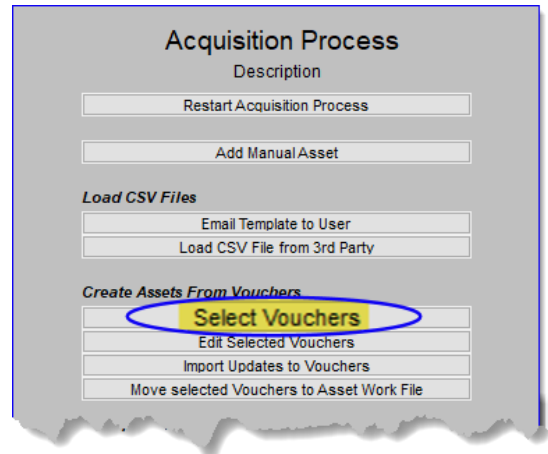 Acquisition Process
Description
Restart Acquisition Process
Add Manual Asset
Load CSV Files
Email Template to User
Load CSV File from 3rd Party
Create Assets From Vouchers
Select Vouchers
Edit Selected Vouchers
Import Updates to Vouchers
Move selected Vouchers to Asset Work File